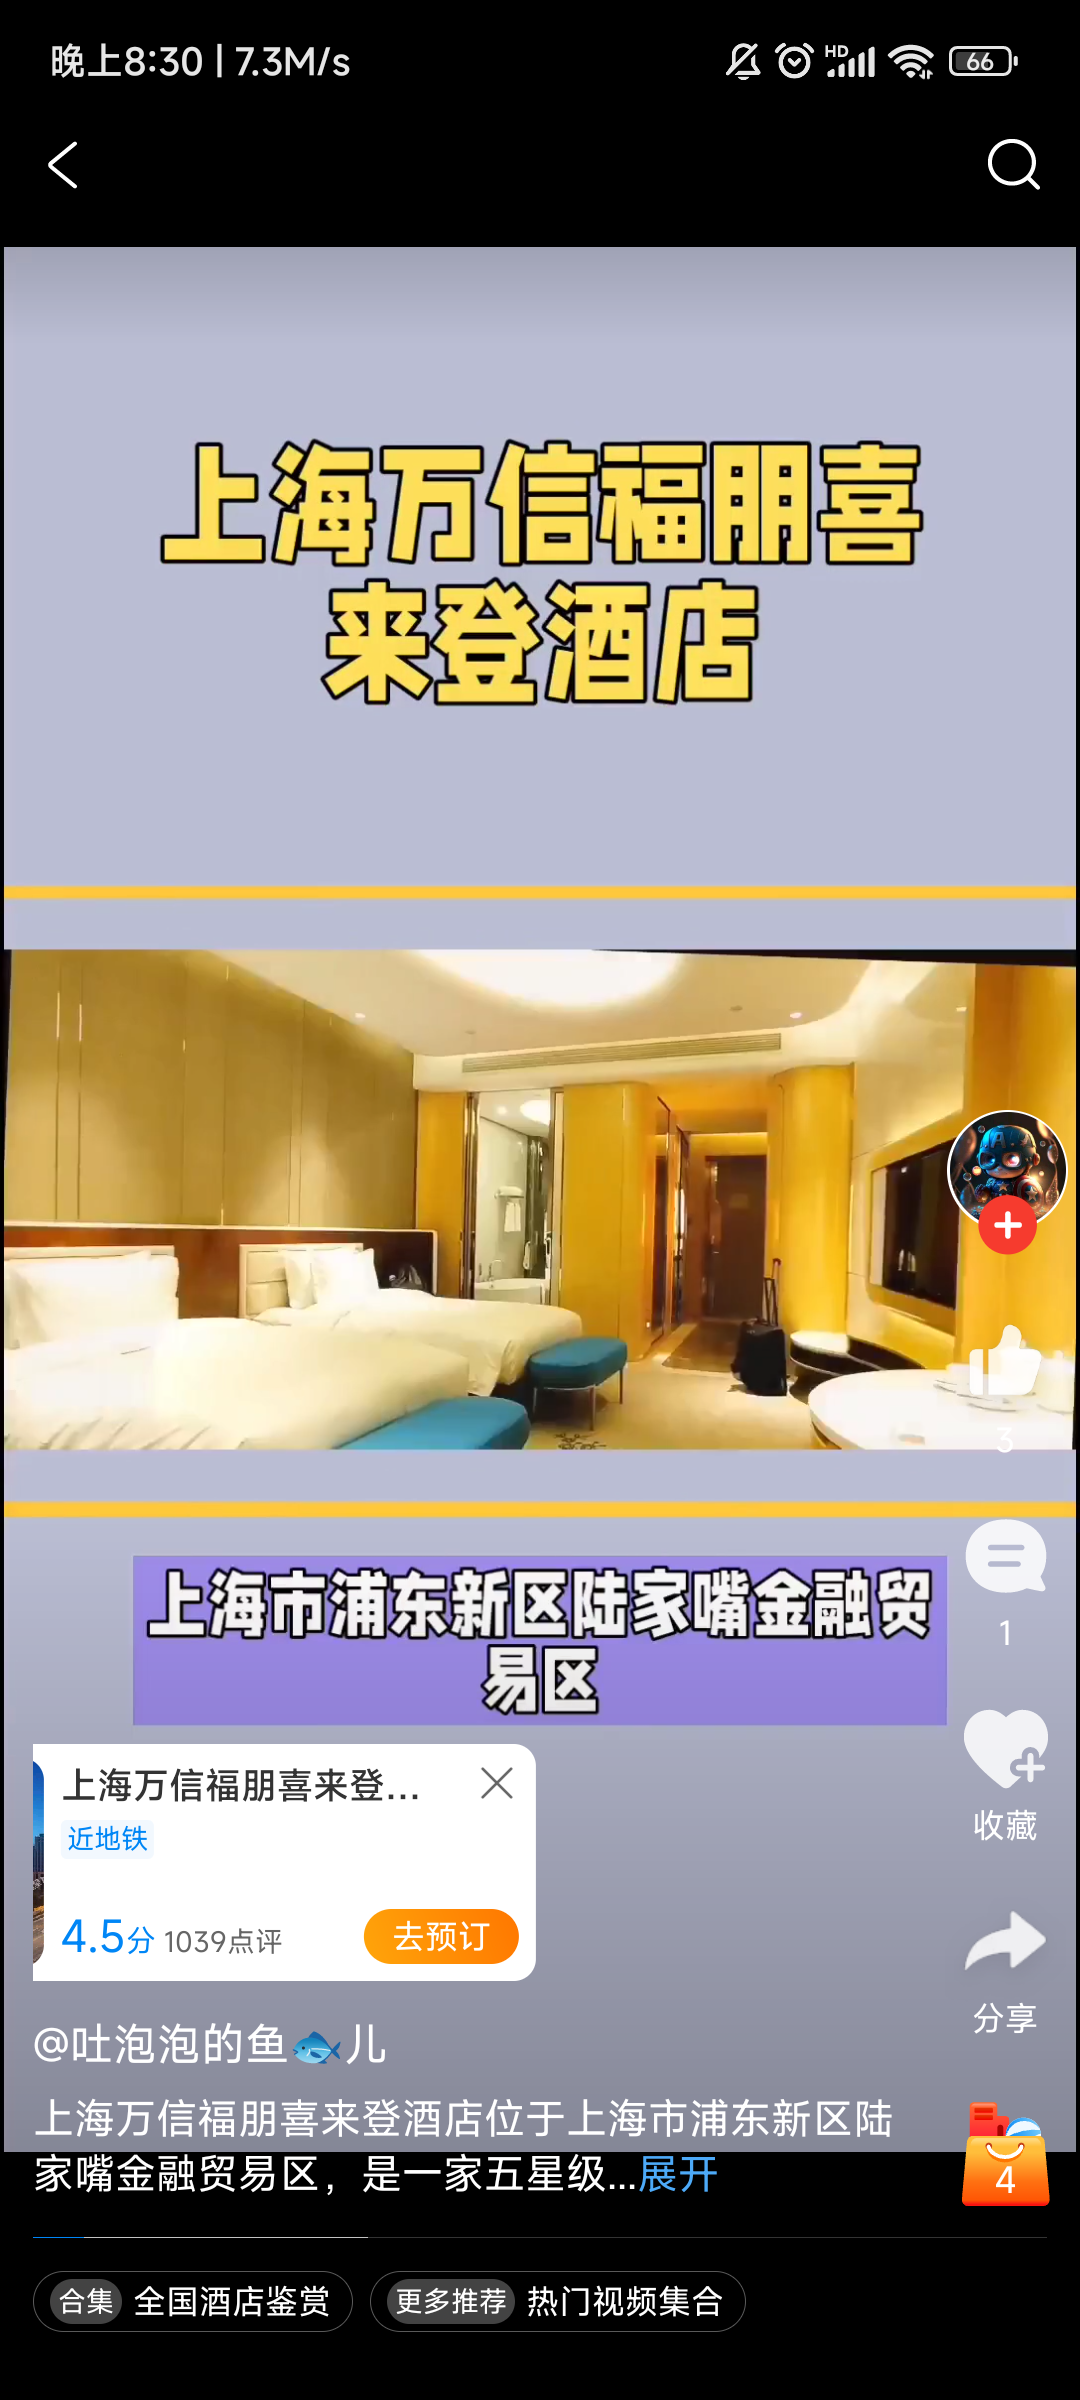 晚上8:30 | 7.3M/s
HD
66
上海万信福朋喜
来登酒店
3
上海市浦东新区陆家嘴金融贸
易区
1
上海万信福朋喜来登...
近地铁
4.5分 1039点评
去预订
收藏
分享
@吐泡泡的鱼🐟儿
上海万信福朋喜来登酒店位于上海市浦东新区陆
家嘴金融贸易区，是一家五星级...展开
4
合集 全国酒店鉴赏
更多推荐 热门视频集合